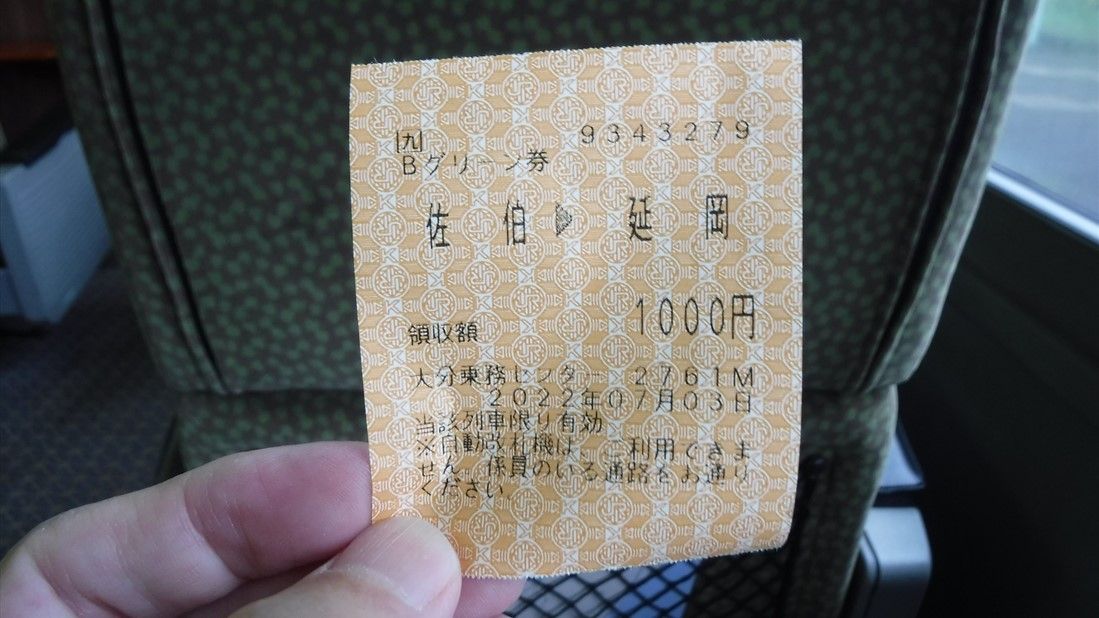 [九] 9343279
Bグリーン券
佐伯▶延岡
領収額 1000円
大分乗務センター 2761M
2022年07月03日
当該列車限り有効
※自動改札機は、ご利用できま
せん。係員のいる通路をお通り
ください。